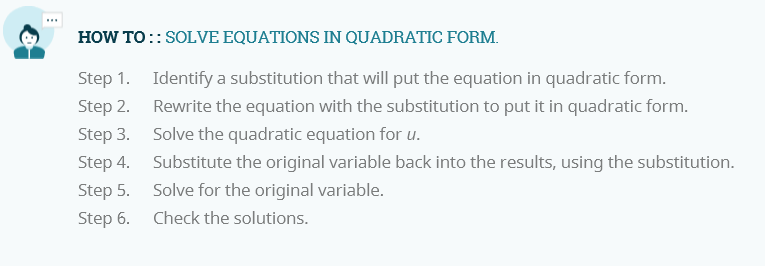 HOW TO : : SOLVE EQUATIONS IN QUADRATIC FORM.
Step 1. Identify a substitution that will put the equation in quadratic form.
Step 2. Rewrite the equation with the substitution to put it in quadratic form.
Step 3. Solve the quadratic equation for u.
Step 4. Substitute the original variable back into the results, using the substitution.
Step 5. Solve for the original variable.
Step 6. Check the solutions.